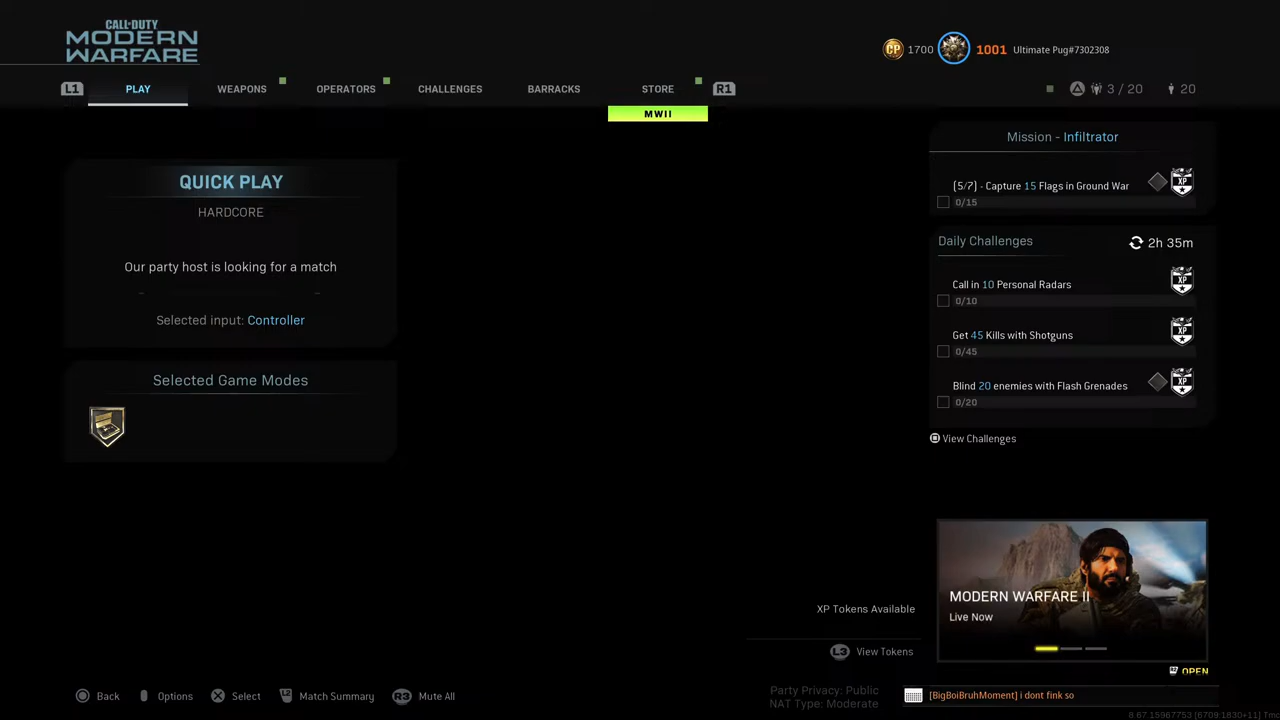 CALL OF DUTY
MODERN
WARFARE
CP 1700 1001 Ultimate Pug#7302308
L1 PLAY WEAPONS OPERATORS CHALLENGES BARRACKS STORE R1
MWII
3 / 20 20
QUICK PLAY
HARDCORE
Our party host is looking for a match
Selected input: Controller
Selected Game Modes
Mission - Infiltrator
[5/7] - Capture 15 Flags in Ground War
XP
0/15
Daily Challenges 2h 35m
Call in 10 Personal Radars
XP
0/10
Get 45 Kills with Shotguns
XP
0/45
Blind 20 enemies with Flash Grenades
XP
0/20
View Challenges
MODERN WARFARE II
Live Now
OPEN
XP Tokens Available
L3 View Tokens
Back Options Select Match Summary R3 Mute All
Party Privacy: Public
NAT Type: Moderate
[BigBoiBruhMoment] i dont fink so